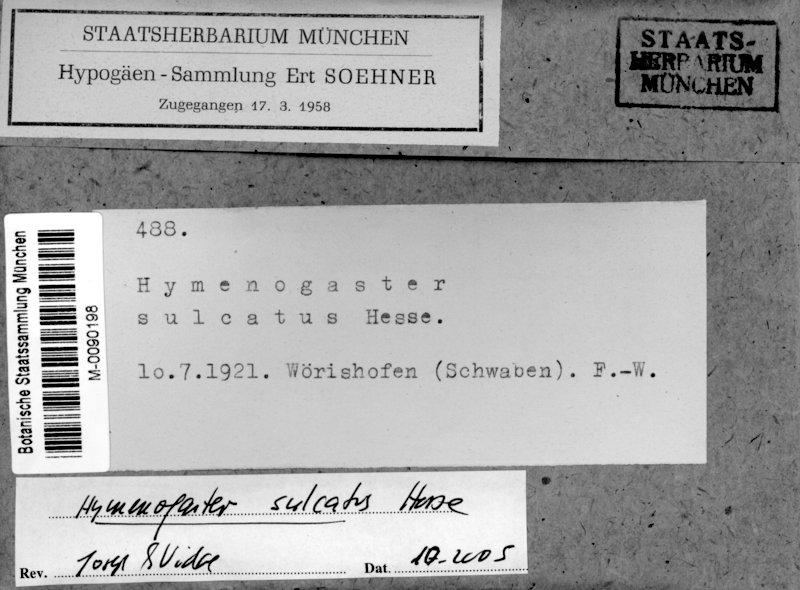 STAATSHERBARIUM MÜNCHEN
Hypogäen-Sammlung Ert SOEHNER
Zugegangen 17. 3. 1958
STAATS-
HERBARIUM
MÜNCHEN
488.
Hymenogaster
sulcatus Hesse.
lo.7.1921. Wörishofen (Schwaben). F.-W.
Botanische Staatssammlung München
M-0090198
Hymenogaster sulcatus Hesse
Rev. Dat. 10-2005